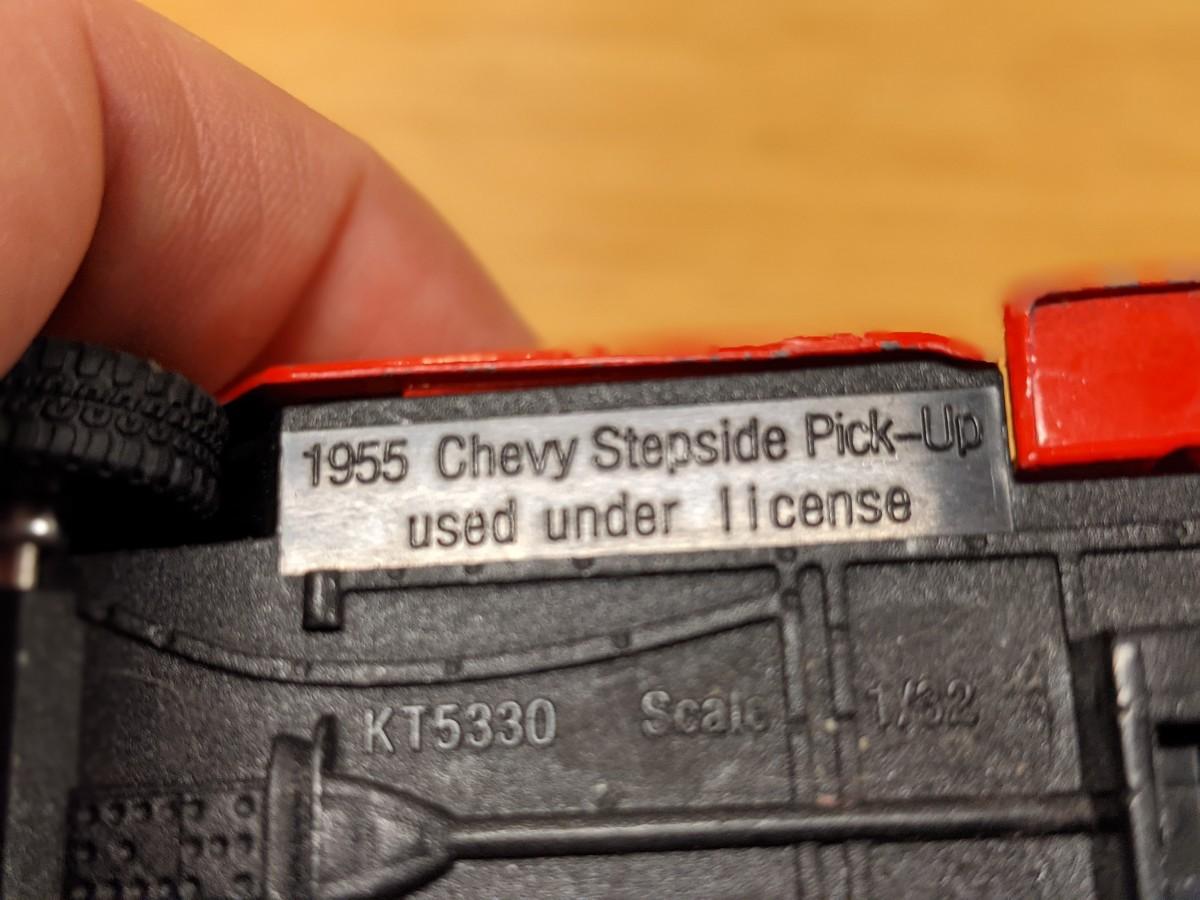 1955 Chevy Stepside Pick-Up
used under license
KT5330 Scale 1/32